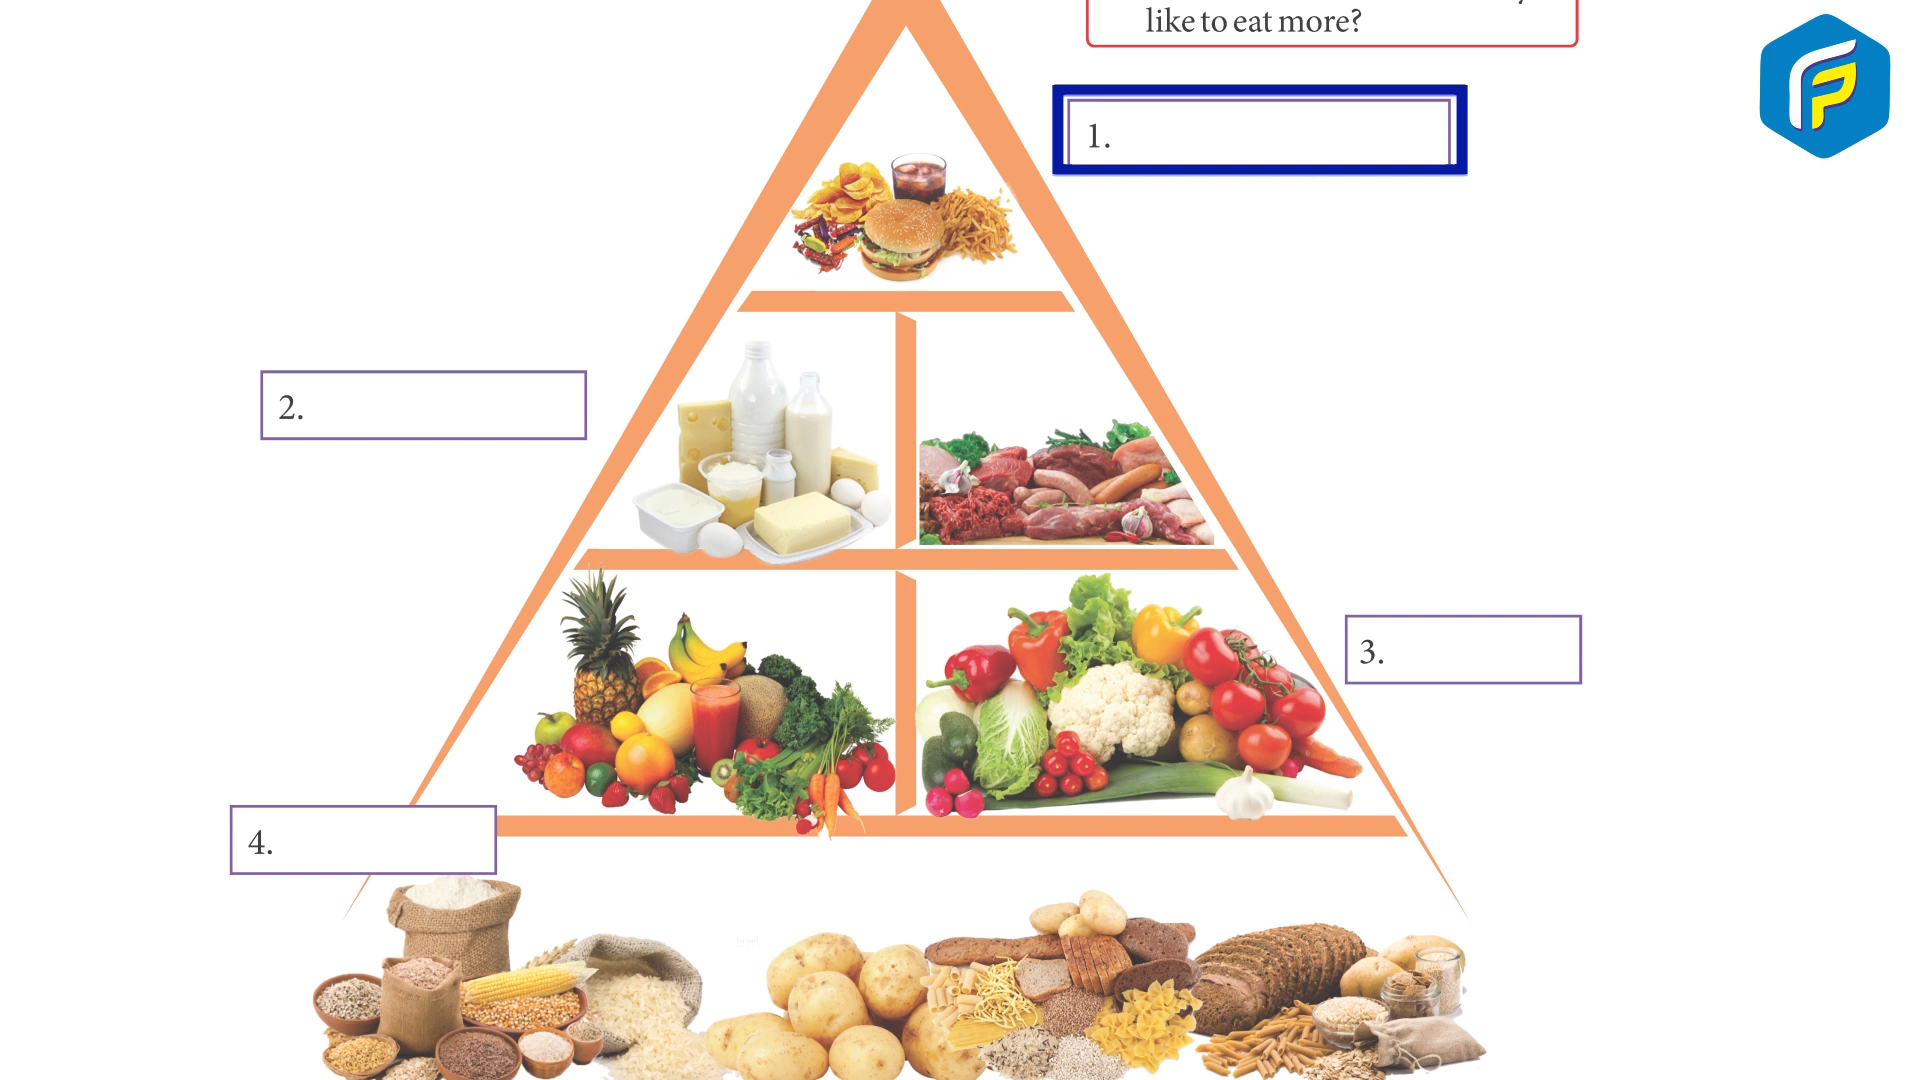 like to eat more?
1.
2.
3.
4.